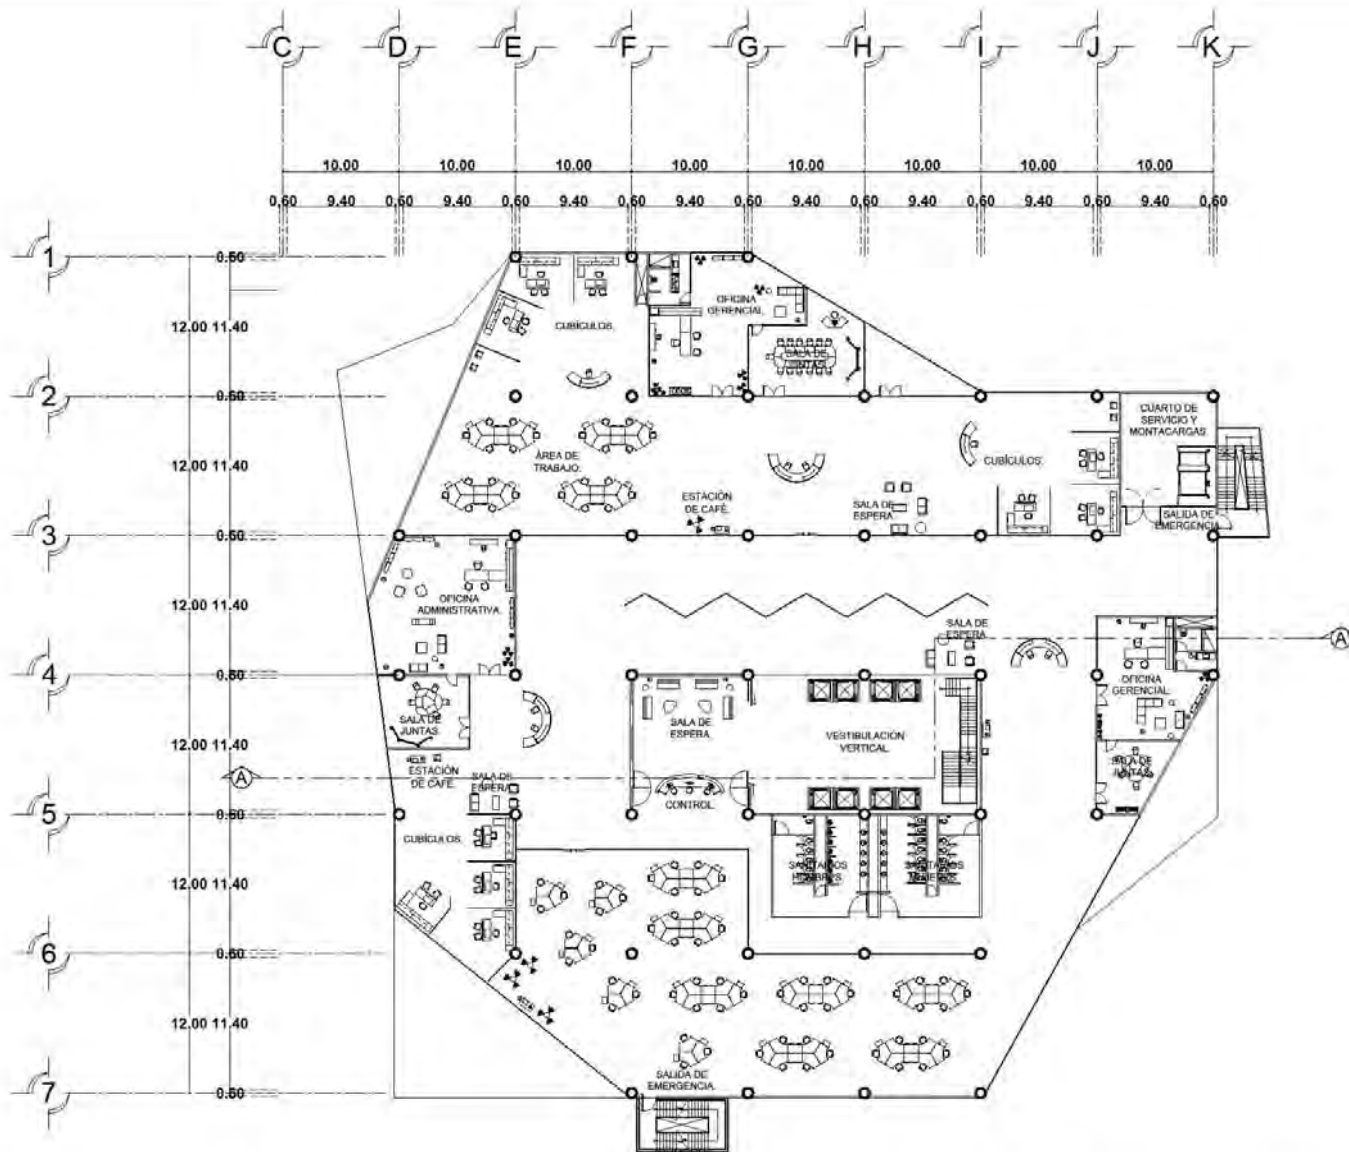 C D E F G H I J K
10.00 10.00 10.00 10.00 10.00 10.00 10.00 10.00
0.60 9.40 0.60 9.40 0.60 9.40 0.60 9.40 0.60 9.40 0.60 9.40 0.60 9.40 0.60 9.40 0.60
1 0.60
12.00 11.40
OFICINA
GERENCIAL.
CUBÍCULOS.
SALA DE
JUNTAS
2 0.60
CUARTO DE
SERVICIO Y
MONTACARGAS.
12.00 11.40
ÁREA DE
TRABAJO.
CUBÍCULOS.
ESTACIÓN
DE CAFÉ.
SALA DE
ESPERA.
SALIDA DE
EMERGENCIA.
3 0.60
12.00 11.40
OFICINA
ADMINISTRATIVA.
SALA DE
ESPERA
A
4 0.60
OFICINA
GERENCIAL.
SALA DE
JUNTAS.
SALA DE
ESPERA.
VESTIBULACIÓN
VERTICAL.
12.00 11.40
SALA DE
JUNTAS.
A
ESTACIÓN
DE CAFÉ.
SALA DE
ESPERA.
CONTROL.
5 0.60
CUBÍCULOS.
SANITARIOS
HOMBRES.
SANITARIOS
MUJERES.
12.00 11.40
6 0.60
12.00 11.40
SALIDA DE
EMERGENCIA.
7 0.60